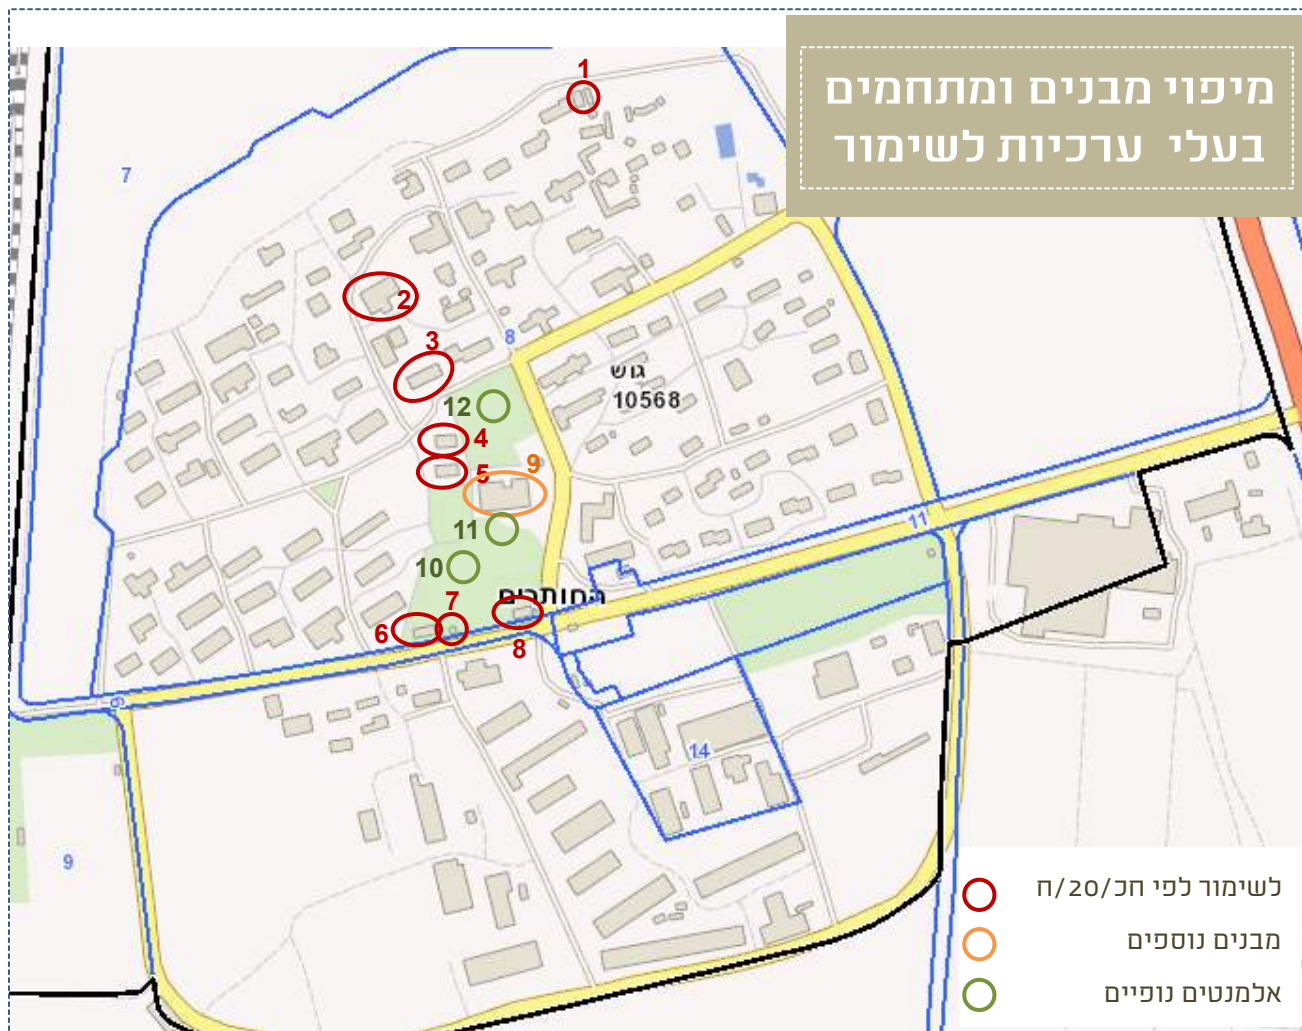 מיפוי מבנים ומתחמים
בעלי ערכיות לשימור
1
7
2
3
8
גוש
10568
12
4
5
9
11
11
10
החותרים
7
6
8
9
14
9
לשימור לפי חכ/20/ח
מבנים נוספים
אלמנטים נופיים